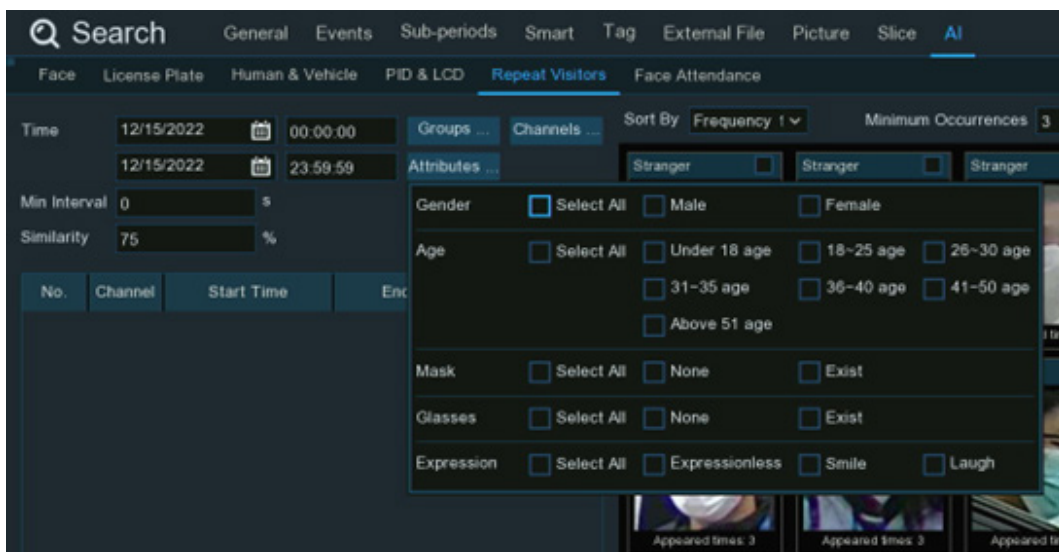 Search General Events Sub-periods Smart Tag External File Picture Slice AI
Face License Plate Human & Vehicle PID & LCD Repeat Visitors Face Attendance
Time 12/15/2022 00:00:00 Groups ... Channels ... Sort By Frequency Minimum Occurrences 3
12/15/2022 23:59:59 Attributes ... Stranger Stranger Stranger
Min Interval 0 s
Similarity 75 %
No. Channel Start Time
Gender Select All Male Female
Age Select All Under 18 age 18~25 age 26~30 age
31~35 age 36~40 age 41~50 age
Above 51 age
Mask Select All None Exist
Glasses Select All None Exist
Expression Select All Expressionless Smile Laugh
Appeared times: 3 Appeared times: 3 Appeared